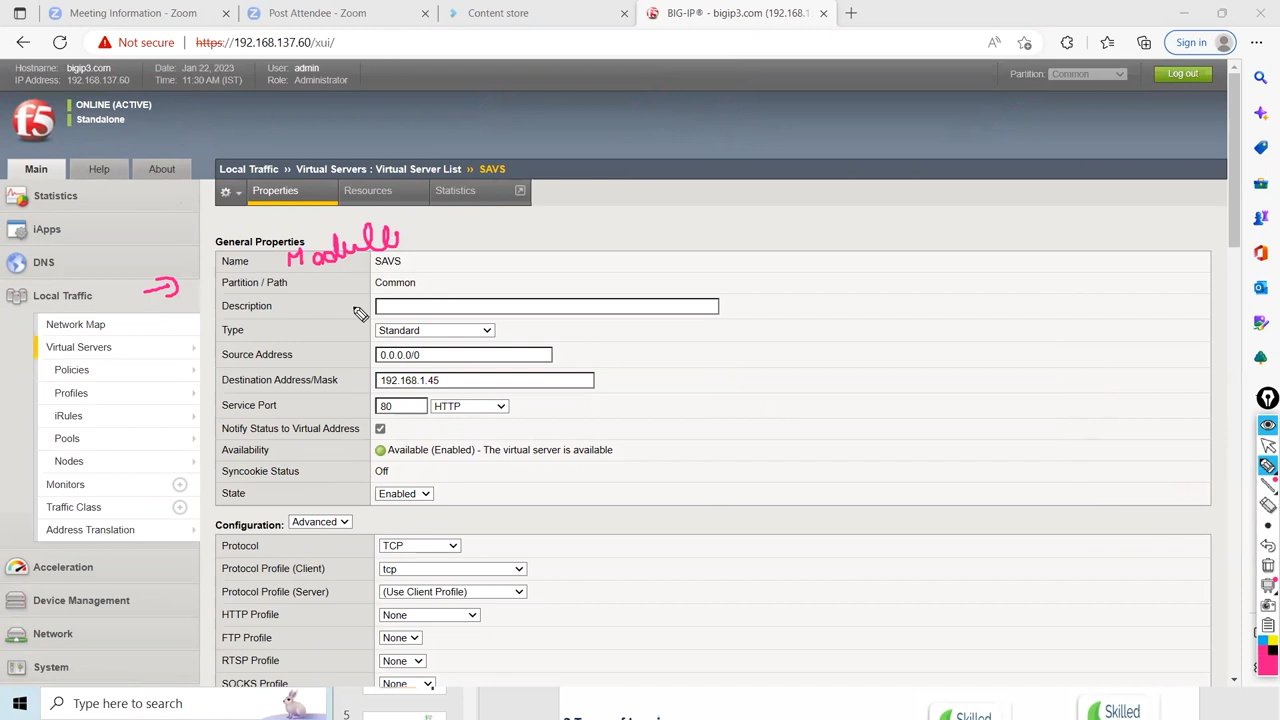 Meeting Information - Zoom
Post Attendee - Zoom
Content store
BIG-IP® - bigip3.com (192.168.1
Not secure
https://192.168.137.60/xui/
Sign in
Hostname: bigip3.com
Date: Jan 22, 2023
User: admin
IP Address: 192.168.137.60
Time: 11:30 AM (IST)
Role: Administrator
Partition: Common
Log out
f5
ONLINE (ACTIVE)
Standalone
Main
Help
About
Local Traffic ›› Virtual Servers : Virtual Server List ›› SAVS
Properties
Resources
Statistics
Statistics
iApps
DNS
Local Traffic
Network Map
Virtual Servers
Policies
Profiles
iRules
Pools
Nodes
Monitors
Traffic Class
Address Translation
Acceleration
Device Management
Network
System
Module
General Properties
Name SAVS
Partition / Path Common
Description
Type Standard
Source Address 0.0.0.0/0
Destination Address/Mask 192.168.1.45
Service Port 80 HTTP
Notify Status to Virtual Address
Availability Available (Enabled) - The virtual server is available
Syncookie Status Off
State Enabled
Configuration: Advanced
Protocol TCP
Protocol Profile (Client) tcp
Protocol Profile (Server) (Use Client Profile)
HTTP Profile None
FTP Profile None
RTSP Profile None
SOCKS Profile None
Type here to search
5
Skilled
Skilled